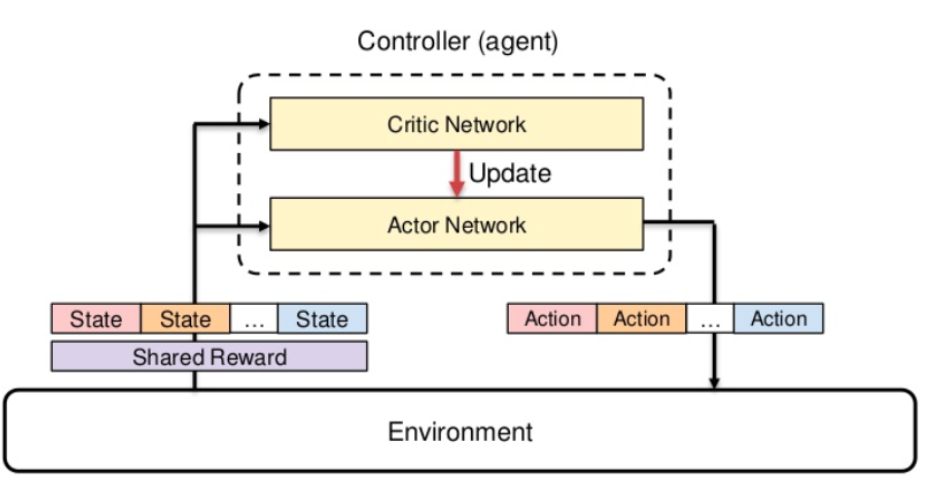 Controller (agent)
Critic Network
Update
Actor Network
State State ... State
Action Action ... Action
Shared Reward
Environment